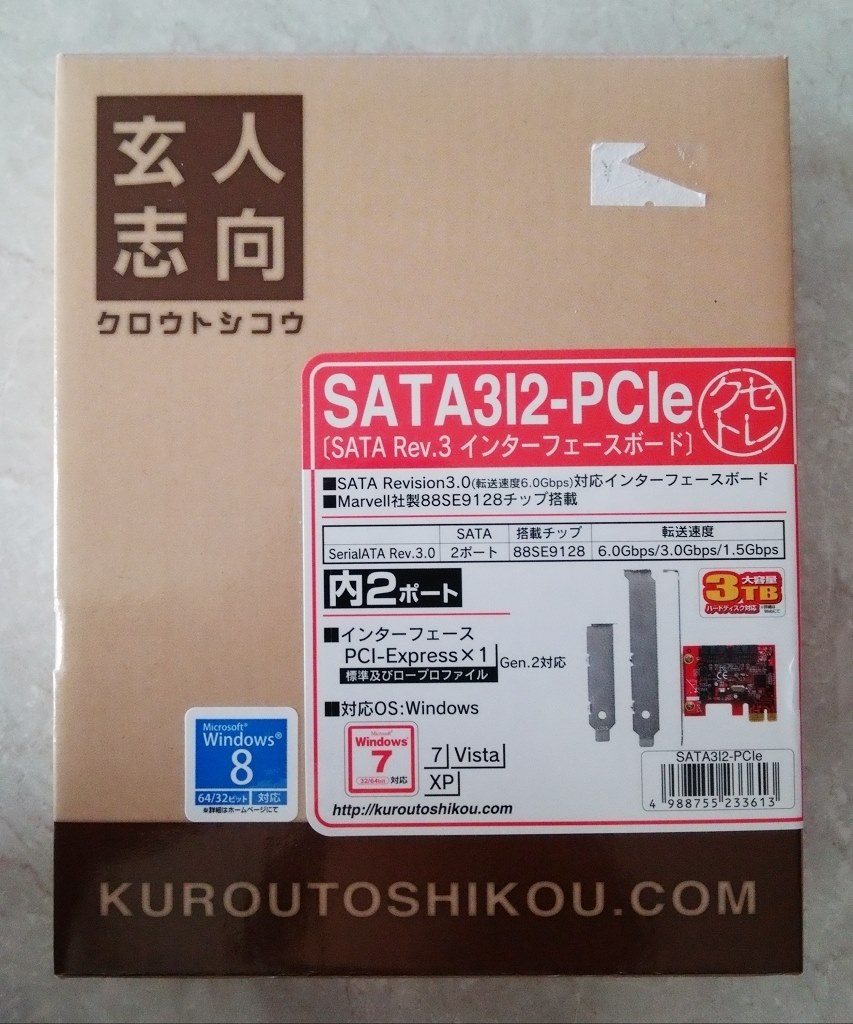 玄人
志向
クロウトシコウ
SATA3I2-PCIe
クセ
トレ
〔SATA Rev.3 インターフェースボード〕
■SATA Revision3.0(転送速度6.0Gbps)対応インターフェースボード
■Marvell社製88SE9128チップ搭載
SATA 搭載チップ 転送速度
SerialATA Rev.3.0 2ポート 88SE9128 6.0Gbps/3.0Gbps/1.5Gbps
内2ポート
大容量
3TB
ハードディスク対応
■インターフェース
PCI-Express×1 Gen.2対応
標準及びロープロファイル
■対応OS:Windows
Microsoft
Windows
7
32/64bit 対応
7 Vista
XP
http://kuroutoshikou.com
SATA3I2-PCIe
4 988755 233613
Microsoft®
Windows®
8
64/32ビット 対応
※詳細はホームページにて
KUROUTOSHIKOU.COM